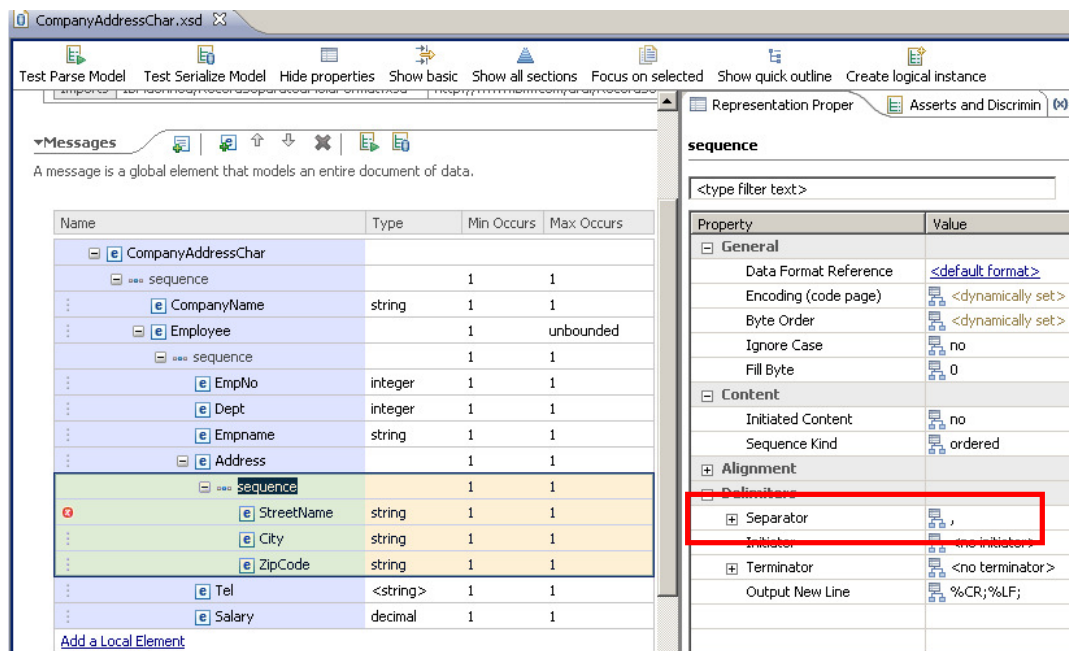 CompanyAddressChar.xsd
Test Parse Model Test Serialize Model Hide properties Show basic Show all sections Focus on selected Show quick outline Create logical instance
Imports
Messages
A message is a global element that models an entire document of data.
Name Type Min Occurs Max Occurs
e CompanyAddressChar
sequence 1 1
e CompanyName string 1 1
e Employee 1 unbounded
sequence 1 1
e EmpNo integer 1 1
e Dept integer 1 1
e Empname string 1 1
e Address 1 1
sequence 1 1
e StreetName string 1 1
e City string 1 1
e ZipCode string 1 1
e Tel <string> 1 1
e Salary decimal 1 1
Add a Local Element
Representation Proper Asserts and Discrimin
sequence
<type filter text>
Property Value
General
Data Format Reference <default format>
Encoding (code page) <dynamically set>
Byte Order <dynamically set>
Ignore Case no
Fill Byte 0
Content
Initiated Content no
Sequence Kind ordered
Alignment
Delimiters
Separator ,
Initiator <no initiator>
Terminator <no terminator>
Output New Line %CR;%LF;